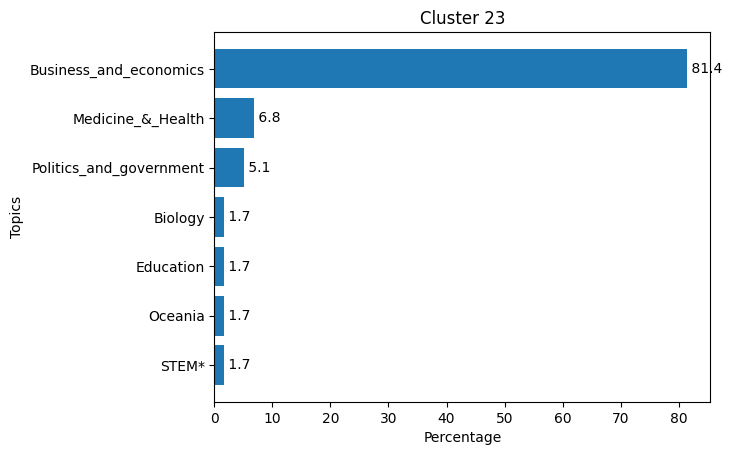 Cluster 23
Topics
Business_and_economics 81.4
Medicine_&_Health 6.8
Politics_and_government 5.1
Biology 1.7
Education 1.7
Oceania 1.7
STEM* 1.7
0 10 20 30 40 50 60 70 80
Percentage